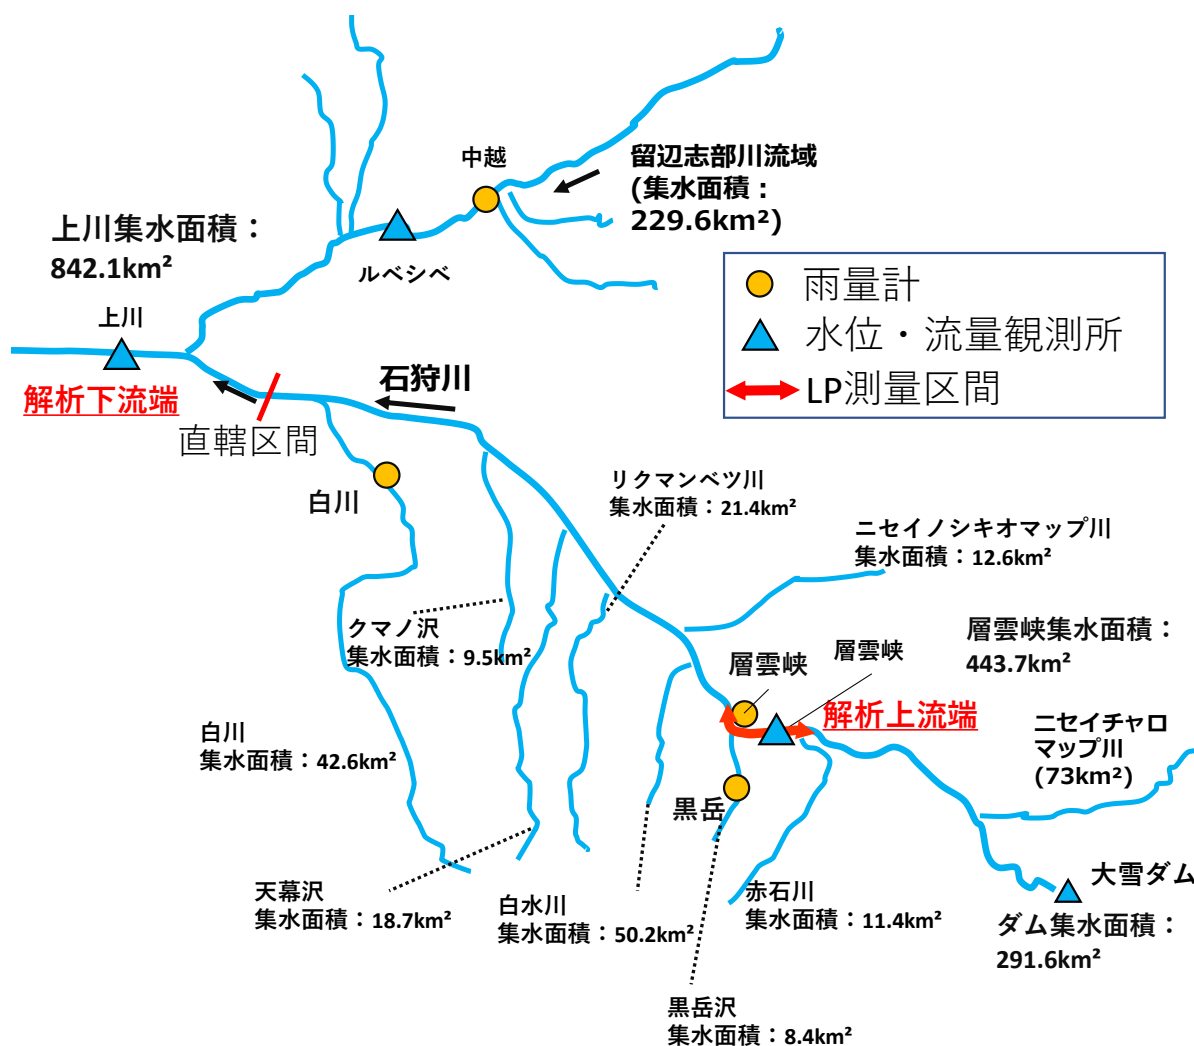 中越
留辺志部川流域
(集水面積：
229.6km²)
上川集水面積：
842.1km²
ルベシベ
雨量計
水位・流量観測所
LP測量区間
上川
解析下流端
石狩川
直轄区間
白川
リクマンベツ川
集水面積：21.4km²
ニセイノシキオマップ川
集水面積：12.6km²
クマノ沢
集水面積：9.5km²
層雲峡集水面積：
443.7km²
層雲峡
層雲峡
解析上流端
ニセイチャロ
マップ川
(73km²)
白川
集水面積：42.6km²
黒岳
大雪ダム
ダム集水面積：
291.6km²
天幕沢
集水面積：18.7km²
白水川
集水面積：50.2km²
赤石川
集水面積：11.4km²
黒岳沢
集水面積：8.4km²